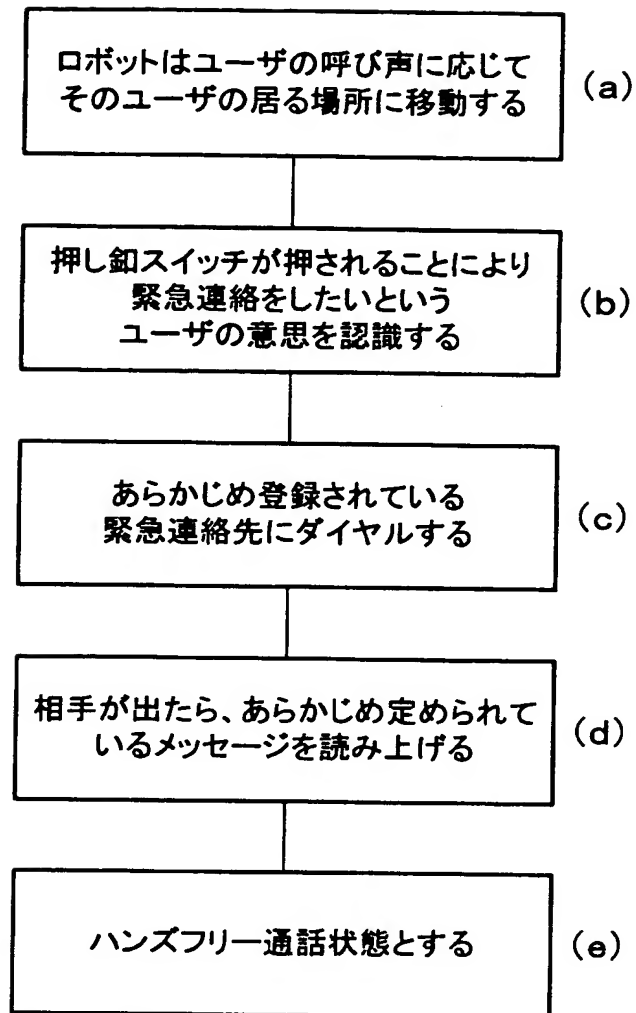 ロボットはユーザの呼び声に応じて
そのユーザの居る場所に移動する
(a)
押し釦スイッチが押されることにより
緊急連絡をしたいという
ユーザの意思を認識する
(b)
あらかじめ登録されている
緊急連絡先にダイヤルする
(c)
相手が出たら、あらかじめ定められて
いるメッセージを読み上げる
(d)
ハンズフリー通話状態とする
(e)